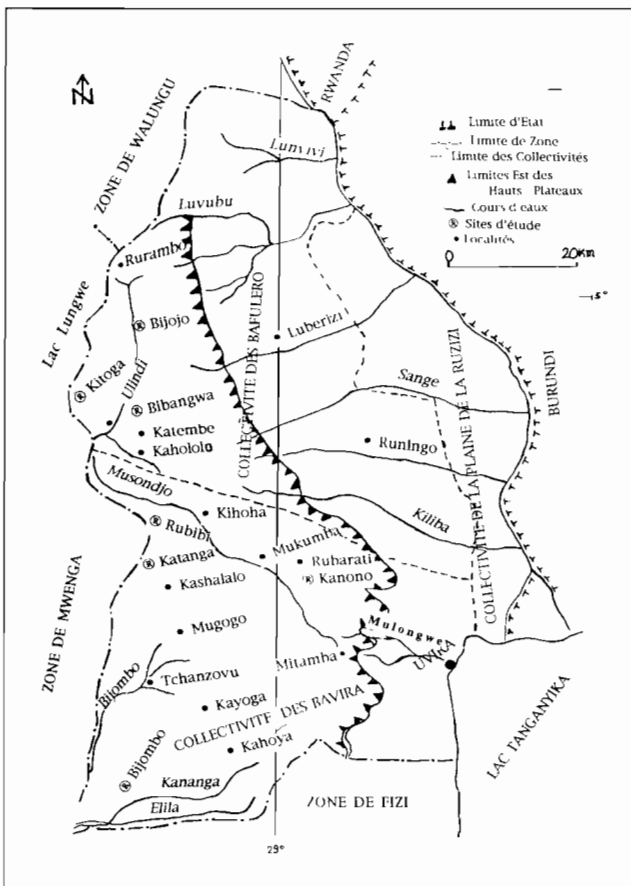 N
RWANDA
ZONE DE WALUNGU
Limite d'Etat
Limite de Zone
Limite des Collectivités
Limites Est des
Hauts Plateaux
Cours d'eaux
Sites d'étude
Localités
0 20Km
Luvubu
Rurambo
Lac Lungwe
Bijojo
COLLECTIVITE DES BAFULERO
Luberizi
Kitoga
Ulindi
Bibangwa
Sange
BURUNDI
Katembe
Kahololo
Runingo
COLLECTIVITE DE LA PLAINE DE LA RUZIZI
Musondjo
Kiliba
Kihoha
Rubibi
Mukumba
Katanga
Rubarati
Kanono
Kashalalo
ZONE DE MWENGA
Mugogo
Mulongwe
UVIRA
Mitamba
Bijombo
Tchanzovu
Kayoga
COLLECTIVITE DES BAVIRA
LAC TANGANYIKA
Kahoya
Bijombo
Kananga
Elila
ZONE DE FIZI
29°